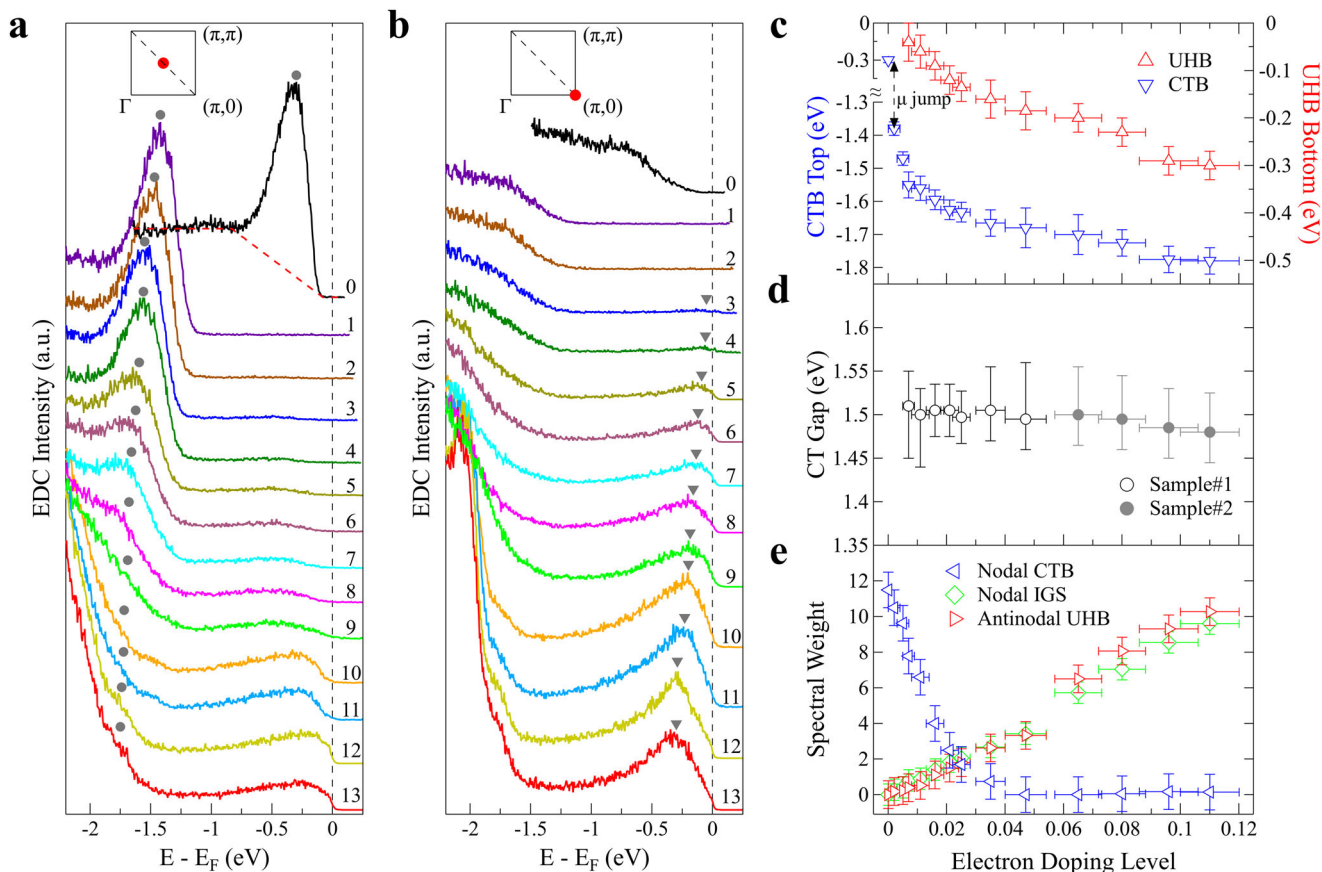 a
(π,π)
Γ
(π,0)
0
1
2
3
4
5
6
7
8
9
10
11
12
13
EDC Intensity (a.u.)
-2
-1.5
-1
-0.5
0
E - E_F (eV)
b
(π,π)
Γ
(π,0)
0
1
2
3
4
5
6
7
8
9
10
11
12
13
EDC Intensity (a.u.)
-2
-1.5
-1
-0.5
0
E - E_F (eV)
c
0
-0.3
≈
-1.3
-1.4
-1.5
-1.6
-1.7
-1.8
CTB Top (eV)
μ jump
UHB
CTB
0
-0.1
-0.2
-0.3
-0.4
-0.5
UHB Bottom (eV)
d
1.6
1.55
1.5
1.45
1.4
1.35
CT Gap (eV)
Sample#1
Sample#2
e
12
10
8
6
4
2
0
Spectral Weight
Nodal CTB
Nodal IGS
Antinodal UHB
0
0.02
0.04
0.06
0.08
0.1
0.12
Electron Doping Level